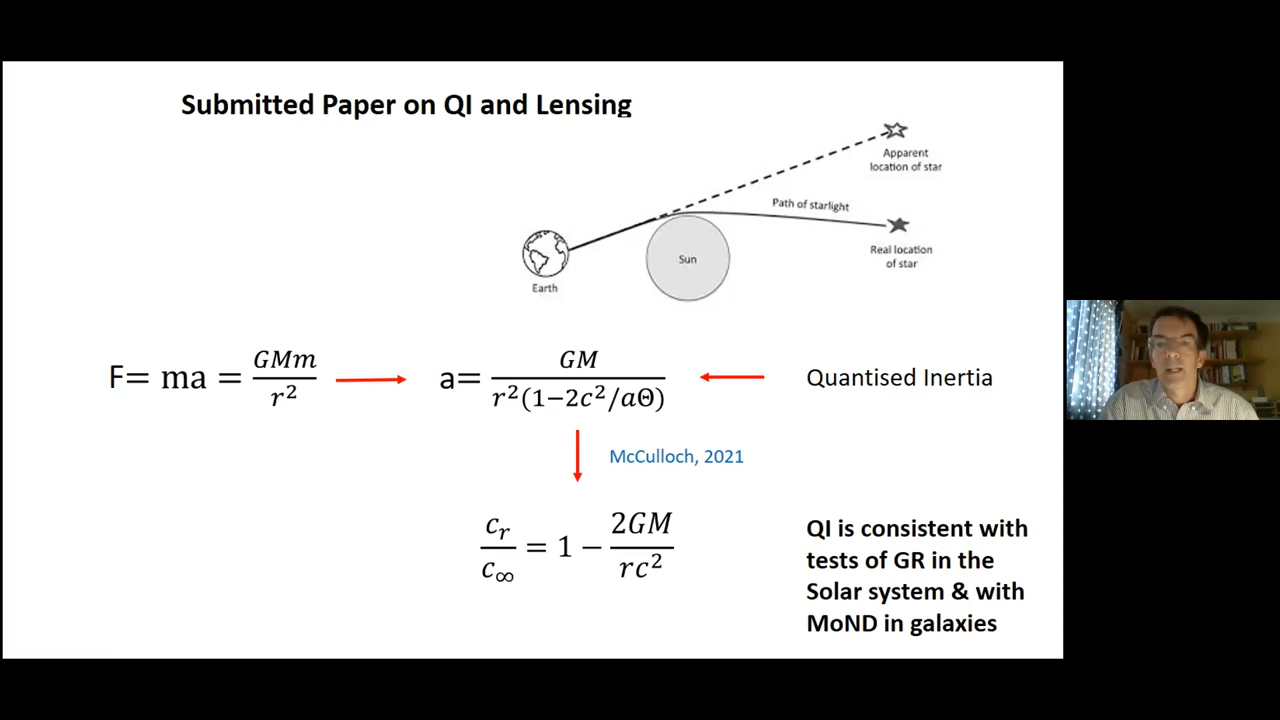 Submitted Paper on QI and Lensing
Apparent
location of star
Path of starlight
Real location
of star
Sun
Earth
F= ma = GMm/r²
a= GM/r²(1−2c²/aΘ)
Quantised Inertia
McCulloch, 2021
cᵣ/c∞ = 1 − 2GM/rc²
QI is consistent with
tests of GR in the
Solar system & with
MoND in galaxies